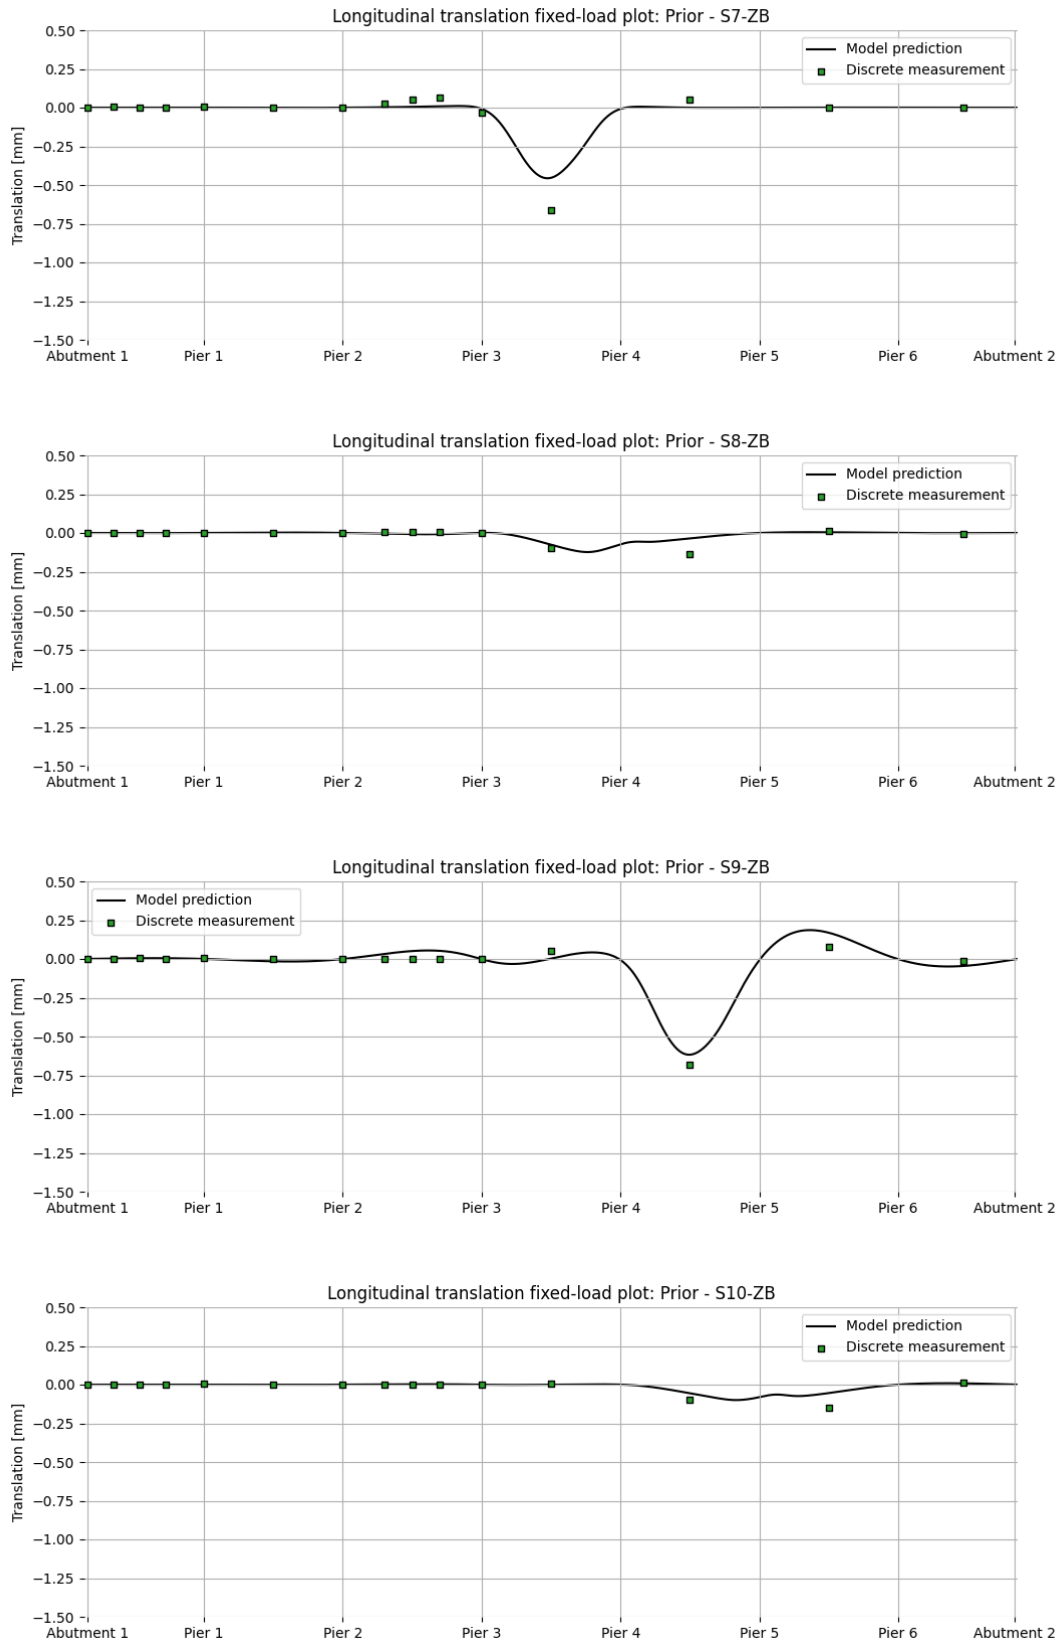 Longitudinal translation fixed-load plot: Prior - S7-ZB
0.50
0.25
0.00
−0.25
−0.50
−0.75
−1.00
−1.25
−1.50
Translation [mm]
Model prediction
Discrete measurement
Abutment 1 Pier 1 Pier 2 Pier 3 Pier 4 Pier 5 Pier 6 Abutment 2
Longitudinal translation fixed-load plot: Prior - S8-ZB
0.50
0.25
0.00
−0.25
−0.50
−0.75
−1.00
−1.25
−1.50
Translation [mm]
Model prediction
Discrete measurement
Abutment 1 Pier 1 Pier 2 Pier 3 Pier 4 Pier 5 Pier 6 Abutment 2
Longitudinal translation fixed-load plot: Prior - S9-ZB
0.50
0.25
0.00
−0.25
−0.50
−0.75
−1.00
−1.25
−1.50
Translation [mm]
Model prediction
Discrete measurement
Abutment 1 Pier 1 Pier 2 Pier 3 Pier 4 Pier 5 Pier 6 Abutment 2
Longitudinal translation fixed-load plot: Prior - S10-ZB
0.50
0.25
0.00
−0.25
−0.50
−0.75
−1.00
−1.25
−1.50
Translation [mm]
Model prediction
Discrete measurement
Abutment 1 Pier 1 Pier 2 Pier 3 Pier 4 Pier 5 Pier 6 Abutment 2